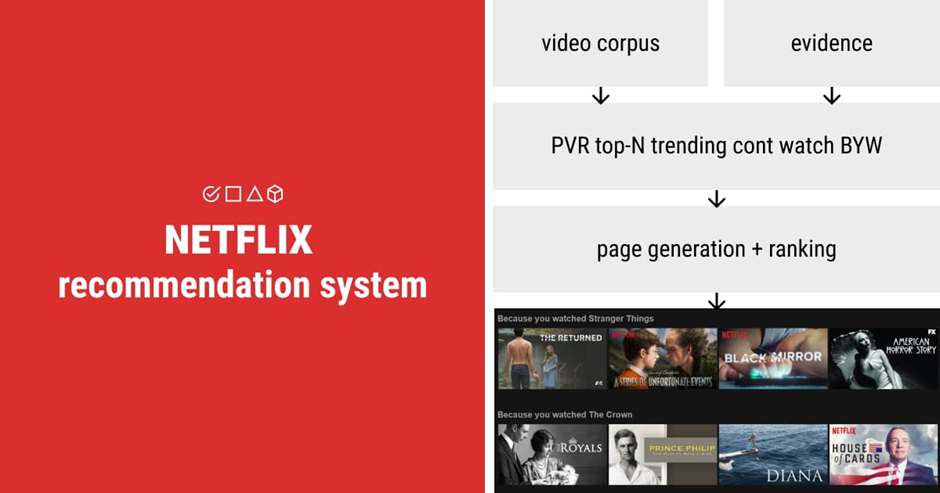 NETFLIX
recommendation system
video corpus
evidence
PVR top-N trending cont watch BYW
page generation + ranking
Because you watched Stranger Things
THE RETURNED
NETFLIX
A SERIES OF UNFORTUNATE EVENTS
NETFLIX
BLACK MIRROR
FX
AMERICAN
HORROR STORY
Because you watched The Crown
THE
ROYALS
PRINCE PHILIP
DIANA
NETFLIX
HOUSE
of CARDS